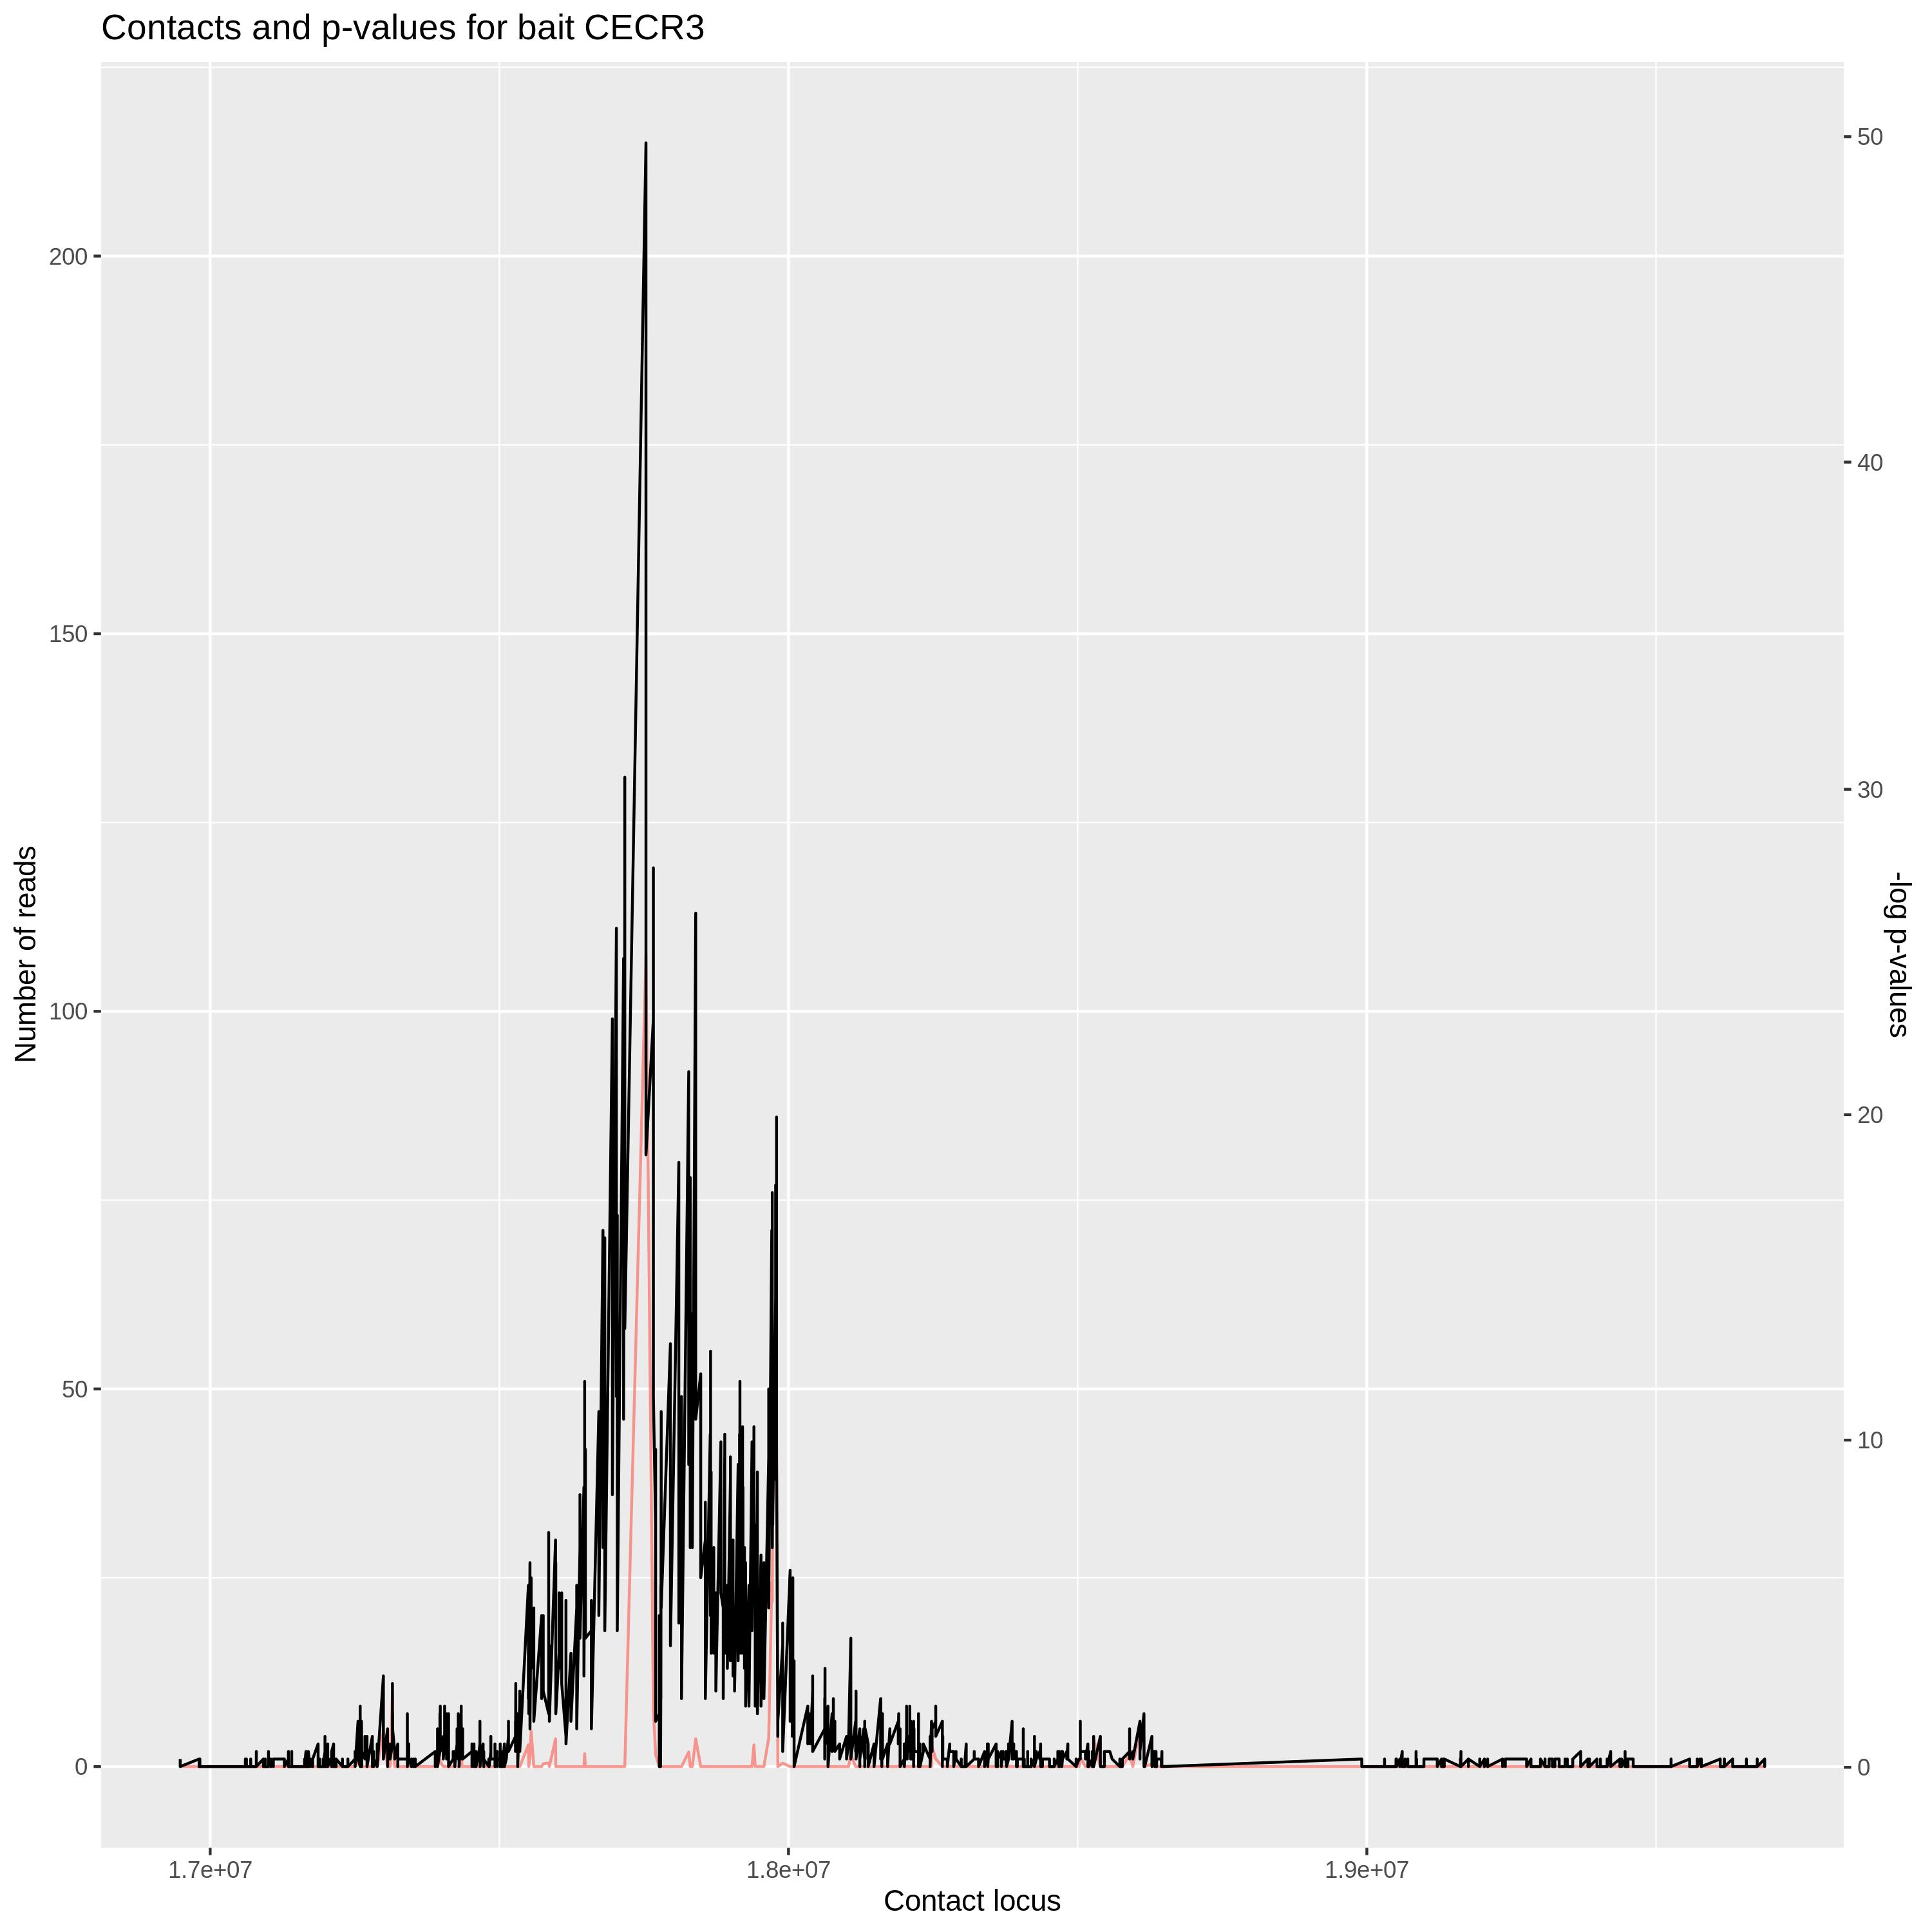 Contacts and p-values for bait CECR3
Number of reads
200
150
100
50
0
50
40
30
20
10
0
-log p-values
1.7e+07
1.8e+07
1.9e+07
Contact locus